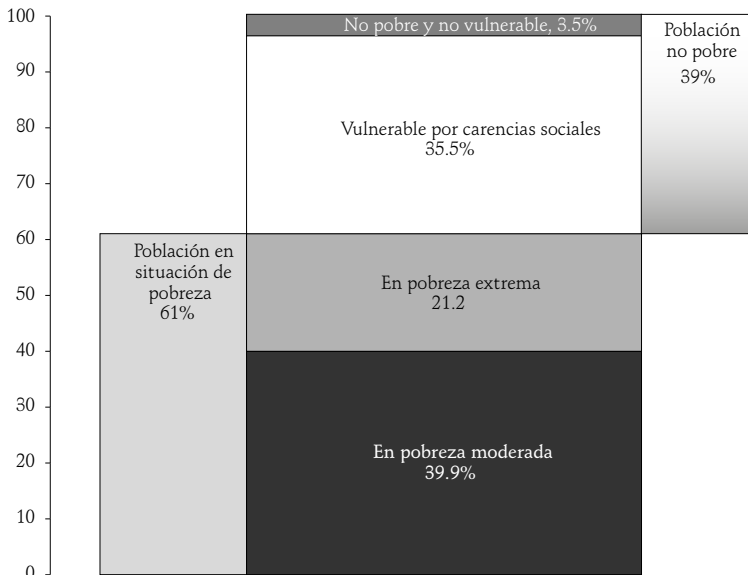 100
90
80
70
60
50
40
30
20
10
0
No pobre y no vulnerable, 3.5%
Población
no pobre
39%
Vulnerable por carencias sociales
35.5%
Población en
situación de
pobreza
61%
En pobreza extrema
21.2
En pobreza moderada
39.9%